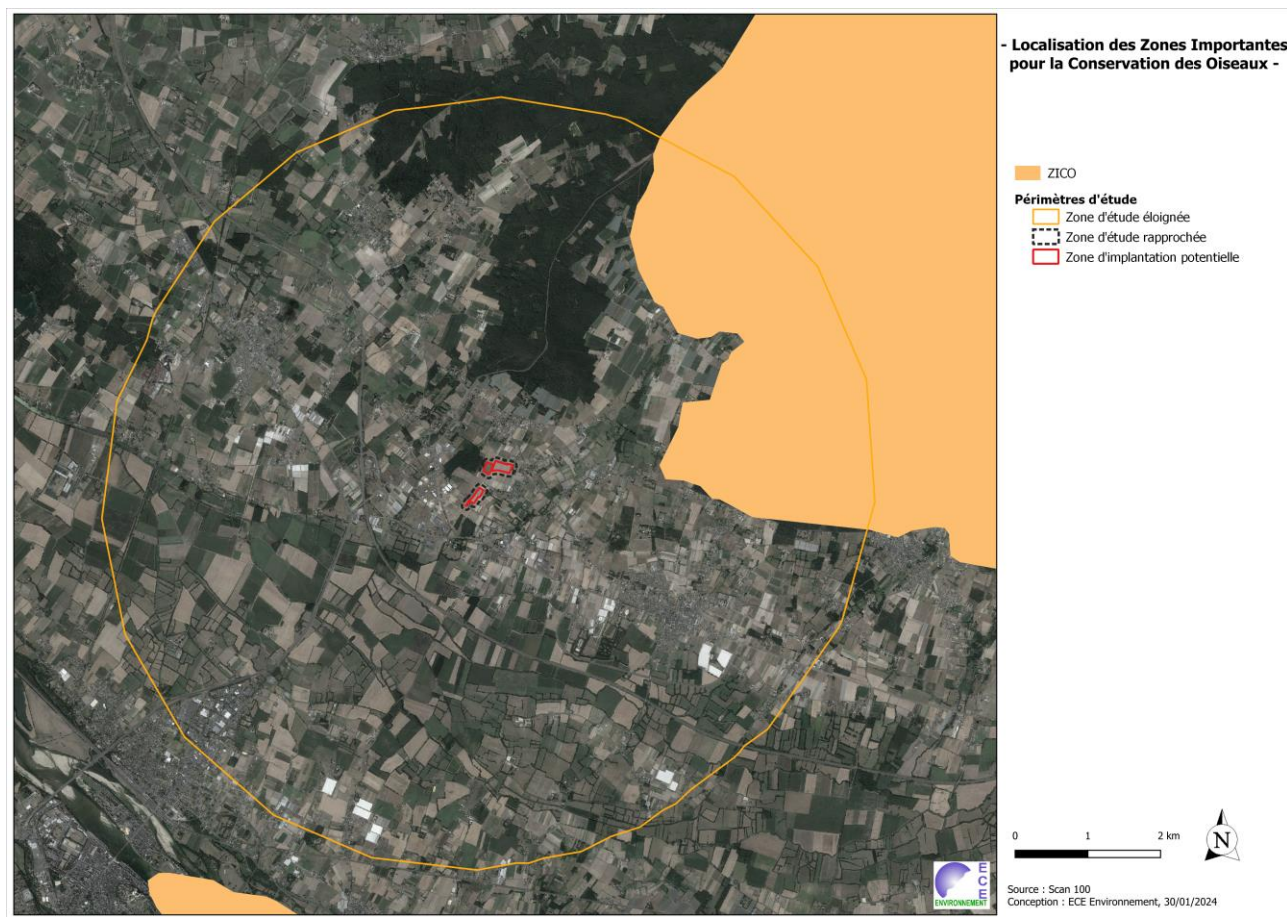 - Localisation des Zones Importantes
pour la Conservation des Oiseaux -
ZICO
Périmètres d'étude
Zone d'étude éloignée
Zone d'étude rapprochée
Zone d'implantation potentielle
0 1 2 km
N
ECE
ENVIRONNEMENT
Source : Scan 100
Conception : ECE Environnement, 30/01/2024